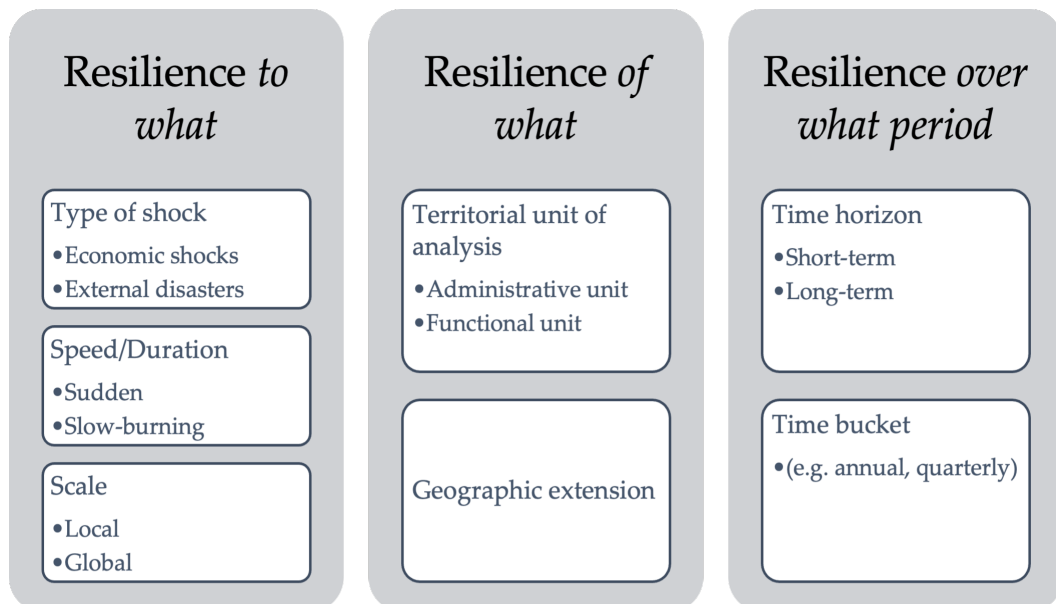 Resilience to
what
Type of shock
•Economic shocks
•External disasters
Speed/Duration
•Sudden
•Slow-burning
Scale
•Local
•Global
Resilience of
what
Territorial unit of
analysis
•Administrative unit
•Functional unit
Geographic extension
Resilience over
what period
Time horizon
•Short-term
•Long-term
Time bucket
•(e.g. annual, quarterly)